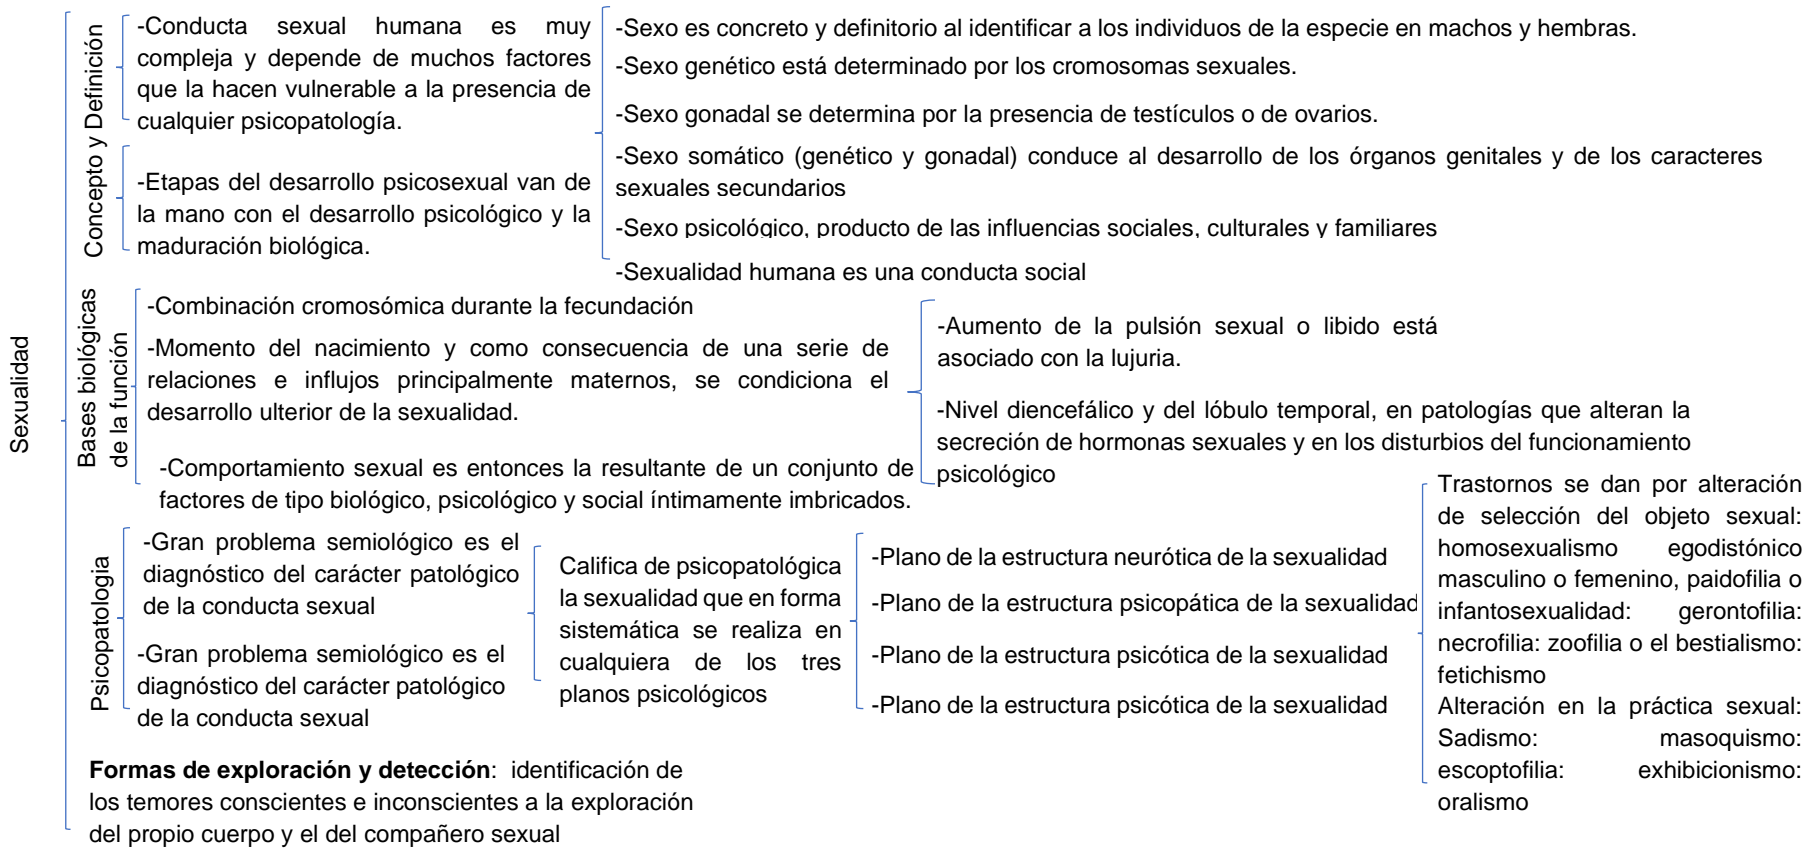 Sexualidad
Concepto y Definición
-Conducta sexual humana es muy
compleja y depende de muchos factores
que la hacen vulnerable a la presencia de
cualquier psicopatología.
-Etapas del desarrollo psicosexual van de
la mano con el desarrollo psicológico y la
maduración biológica.
-Sexo es concreto y definitorio al identificar a los individuos de la especie en machos y hembras.
-Sexo genético está determinado por los cromosomas sexuales.
-Sexo gonadal se determina por la presencia de testículos o de ovarios.
-Sexo somático (genético y gonadal) conduce al desarrollo de los órganos genitales y de los caracteres
sexuales secundarios
-Sexo psicológico, producto de las influencias sociales, culturales y familiares
-Sexualidad humana es una conducta social
Bases biológicas
de la función
-Combinación cromosómica durante la fecundación
-Momento del nacimiento y como consecuencia de una serie de
relaciones e influjos principalmente maternos, se condiciona el
desarrollo ulterior de la sexualidad.
-Comportamiento sexual es entonces la resultante de un conjunto de
factores de tipo biológico, psicológico y social íntimamente imbricados.
-Aumento de la pulsión sexual o libido está
asociado con la lujuria.
-Nivel diencefálico y del lóbulo temporal, en patologías que alteran la
secreción de hormonas sexuales y en los disturbios del funcionamiento
psicológico
Psicopatologia
-Gran problema semiológico es el
diagnóstico del carácter patológico
de la conducta sexual
-Gran problema semiológico es el
diagnóstico del carácter patológico
de la conducta sexual
Califica de psicopatológica
la sexualidad que en forma
sistemática se realiza en
cualquiera de los tres
planos psicológicos
-Plano de la estructura neurótica de la sexualidad
-Plano de la estructura psicopática de la sexualidad
-Plano de la estructura psicótica de la sexualidad
-Plano de la estructura psicótica de la sexualidad
Trastornos se dan por alteración
de selección del objeto sexual:
homosexualismo egodistónico
masculino o femenino, paidofilia o
infantosexualidad: gerontofilia:
necrofilia: zoofilia o el bestialismo:
fetichismo
Alteración en la práctica sexual:
Sadismo: masoquismo:
escoptofilia: exhibicionismo:
oralismo
Formas de exploración y detección: identificación de
los temores conscientes e inconscientes a la exploración
del propio cuerpo y el del compañero sexual